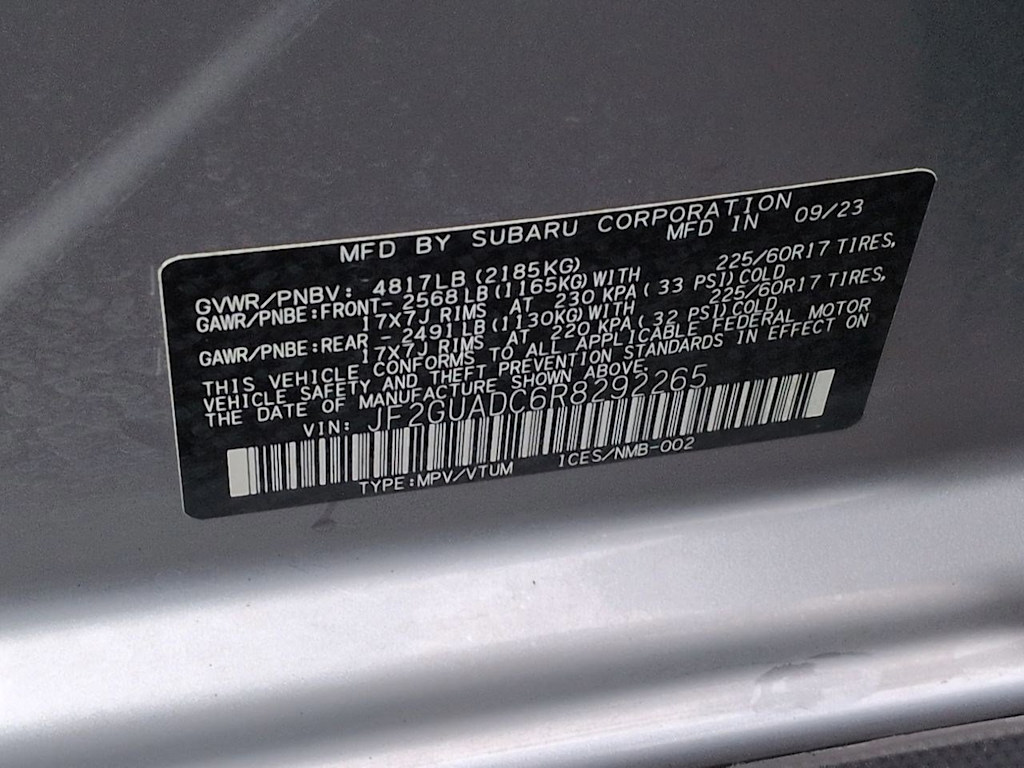 MFD BY SUBARU CORPORATION
MFD IN 09/23
GVWR/PNBV: 4817LB (2185KG)
GAWR/PNBE:FRONT- 2568LB (1165KG) WITH 225/60R17 TIRES,
17X7J RIMS AT 230 KPA ( 33 PSI) COLD
GAWR/PNBE:REAR - 2491LB (1130KG) WITH 225/60R17 TIRES,
17X7J RIMS AT 220 KPA ( 32 PSI) COLD
THIS VEHICLE CONFORMS TO ALL APPLICABLE FEDERAL MOTOR
VEHICLE SAFETY AND THEFT PREVENTION STANDARDS IN EFFECT ON
THE DATE OF MANUFACTURE SHOWN ABOVE.
VIN: JF2GUADC6R8292265
TYPE:MPV/VTUM ICES/NMB-002